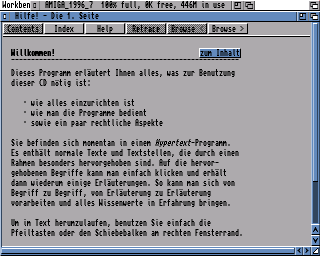 Workben AMIGA_1996_7 100% full, 0K free, 446M in use
Hilfe! - Die 1. Seite
Contents Index Help Retrace Browse < Browse >
Willkommen! zum Inhalt
Dieses Programm erläutert Ihnen alles, was zur Benutzung
dieser CD nötig ist:
· wie alles einzurichten ist
· wie man die Programme bedient
· sowie ein paar rechtliche Aspekte
Sie befinden sich momentan in einem Hypertext-Programm.
Es enthält normale Texte und Textstellen, die durch einen
Rahmen besonders hervorgehoben sind. Auf die hervor-
gehobenen Begriffe kann man einfach klicken und erhält
dann wiederum einige Erläuterungen. So kann man sich von
Begriff zu Begriff, von Erläuterung zu Erläuterung
vorarbeiten und alles Wissenwerte in Erfahrung bringen.
Um im Text herumzulaufen, benutzen Sie einfach die
Pfeiltasten oder den Schiebebalken am rechten Fensterrand.